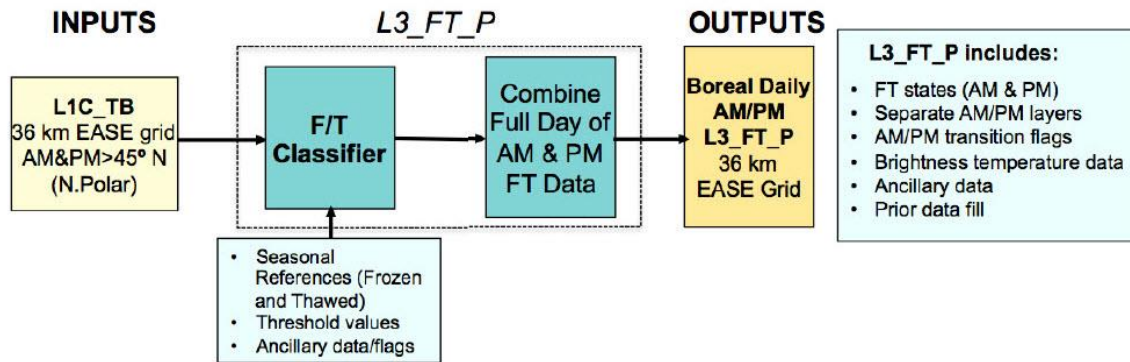 INPUTS
L3_FT_P
OUTPUTS
L1C_TB
36 km EASE grid
AM&PM>45º N
(N.Polar)
F/T
Classifier
Combine
Full Day of
AM & PM
FT Data
Boreal Daily
AM/PM
L3_FT_P
36 km
EASE Grid
L3_FT_P includes:
• FT states (AM & PM)
• Separate AM/PM layers
• AM/PM transition flags
• Brightness temperature data
• Ancillary data
• Prior data fill
• Seasonal
References (Frozen
and Thawed)
• Threshold values
• Ancillary data/flags